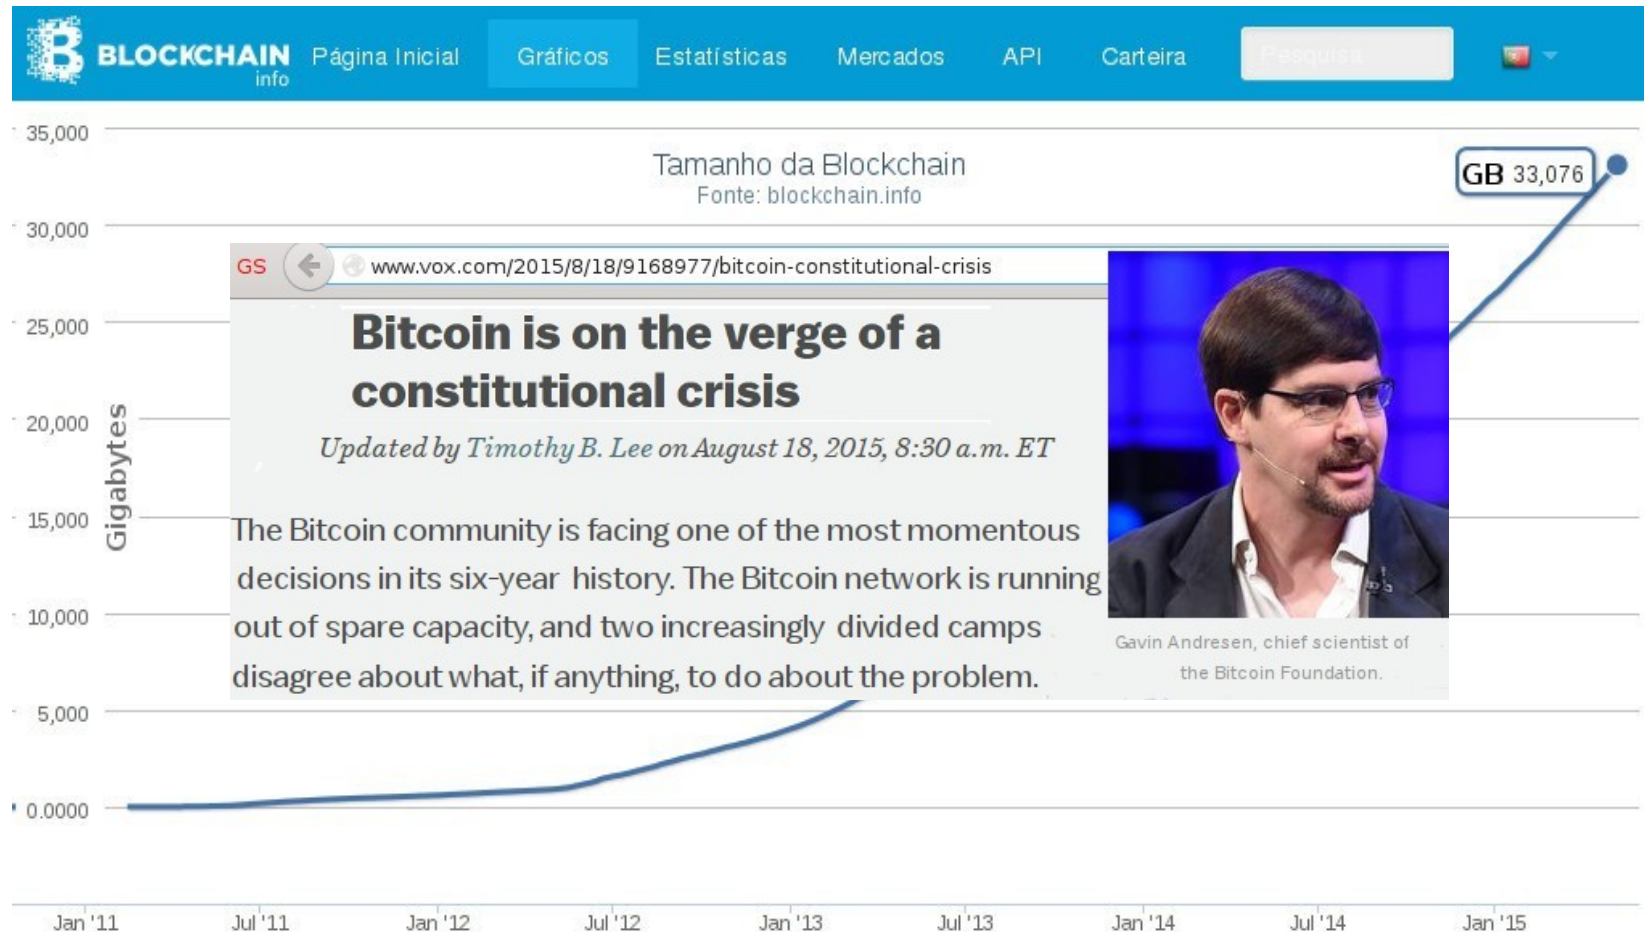 BLOCKCHAIN
info
Página Inicial
Gráficos
Estatísticas
Mercados
API
Carteira
Pesquisa
35,000
Tamanho da Blockchain
Fonte: blockchain.info
GB 33,076
30,000
GS
www.vox.com/2015/8/18/9168977/bitcoin-constitutional-crisis
25,000
Bitcoin is on the verge of a
constitutional crisis
20,000
Updated by Timothy B. Lee on August 18, 2015, 8:30 a.m. ET
Gigabytes
15,000
The Bitcoin community is facing one of the most momentous
decisions in its six-year history. The Bitcoin network is running
out of spare capacity, and two increasingly divided camps
disagree about what, if anything, to do about the problem.
10,000
Gavin Andresen, chief scientist of
the Bitcoin Foundation.
5,000
0.0000
Jan '11
Jul '11
Jan '12
Jul '12
Jan '13
Jul '13
Jan '14
Jul '14
Jan '15